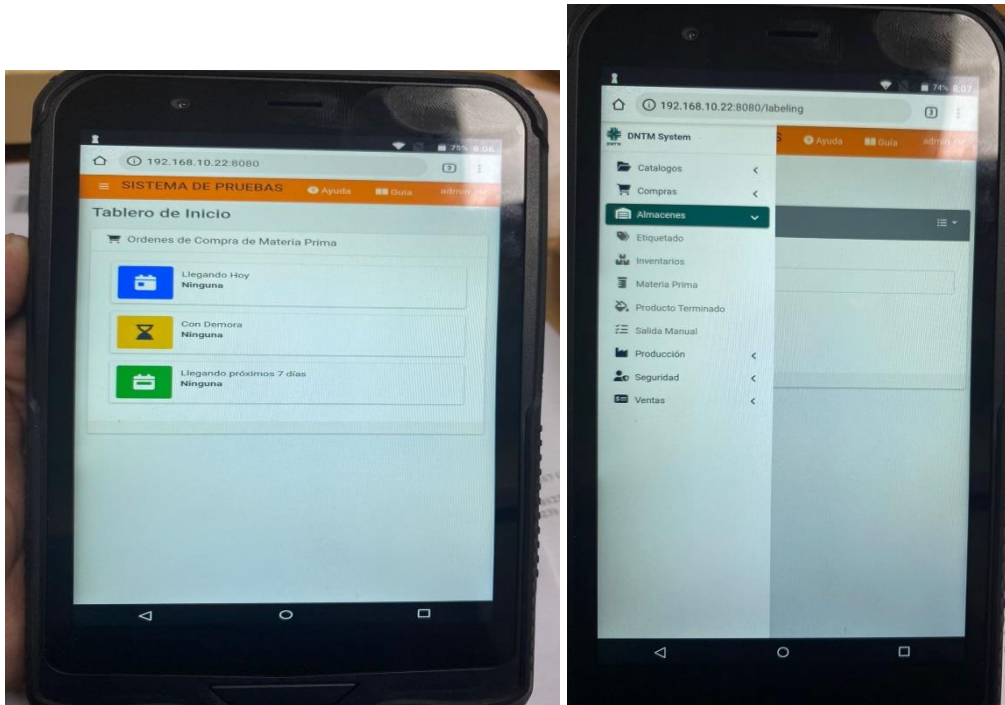 75% 8:06
192.168.10.22:8080
3
SISTEMA DE PRUEBAS Ayuda Guia
Tablero de Inicio
Ordenes de Compra de Materia Prima
Llegando Hoy
Ninguna
Con Demora
Ninguna
Llegando próximos 7 días
Ninguna
74% 8:07
192.168.10.22:8080/labeling
3
DNTM System
S Ayuda Guia
Catalogos
Compras
Almacenes
Etiquetado
Inventarios
Materia Prima
Producto Terminado
Salida Manual
Producción
Seguridad
Ventas